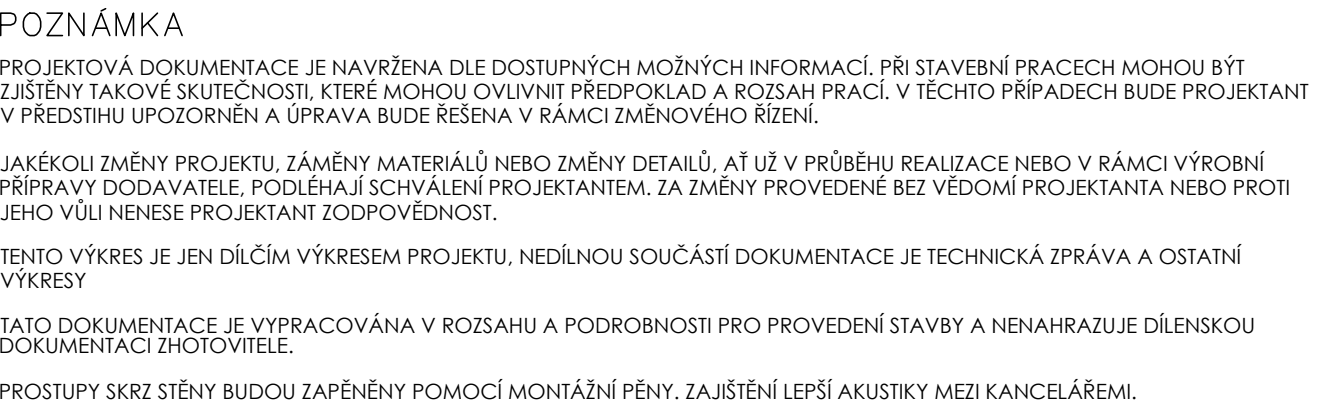 POZNÁMKA
PROJEKTOVÁ DOKUMENTACE JE NAVRŽENA DLE DOSTUPNÝCH MOŽNÝCH INFORMACÍ. PŘI STAVEBNÍ PRACECH MOHOU BÝT
ZJIŠTĚNY TAKOVÉ SKUTEČNOSTI, KTERÉ MOHOU OVLIVNIT PŘEDPOKLAD A ROZSAH PRACÍ. V TĚCHTO PŘÍPADECH BUDE PROJEKTANT
V PŘEDSTIHU UPOZORNĚN A ÚPRAVA BUDE ŘEŠENA V RÁMCI ZMĚNOVÉHO ŘÍZENÍ.
JAKÉKOLI ZMĚNY PROJEKTU, ZÁMĚNY MATERIÁLŮ NEBO ZMĚNY DETAILŮ, AŤ UŽ V PRŮBĚHU REALIZACE NEBO V RÁMCI VÝROBNÍ
PŘÍPRAVY DODAVATELE, PODLÉHAJÍ SCHVÁLENÍ PROJEKTANTEM. ZA ZMĚNY PROVEDENÉ BEZ VĚDOMÍ PROJEKTANTA NEBO PROTI
JEHO VŮLI NENESE PROJEKTANT ZODPOVĚDNOST.
TENTO VÝKRES JE JEN DÍLČÍM VÝKRESEM PROJEKTU, NEDÍLNOU SOUČÁSTÍ DOKUMENTACE JE TECHNICKÁ ZPRÁVA A OSTATNÍ
VÝKRESY
TATO DOKUMENTACE JE VYPRACOVÁNA V ROZSAHU A PODROBNOSTI PRO PROVEDENÍ STAVBY A NENAHRAZUJE DÍLENSKOU
DOKUMENTACI ZHOTOVITELE.
PROSTUPY SKRZ STĚNY BUDOU ZAPĚNĚNY POMOCÍ MONTÁŽNÍ PĚNY. ZAJIŠTĚNÍ LEPŠÍ AKUSTIKY MEZI KANCELÁŘEMI.